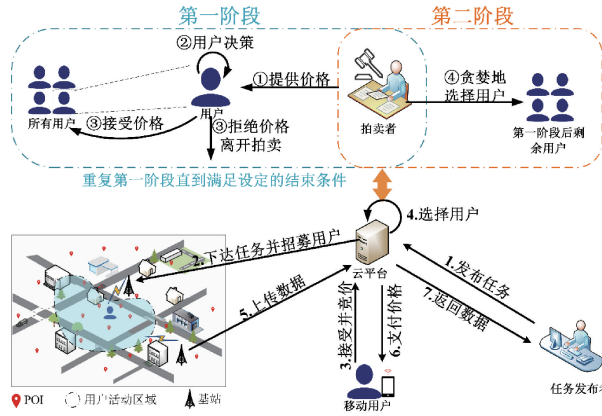 第一阶段
第二阶段
②用户决策
①提供价格
④贪婪地
选择用户
所有用户
③接受价格
用户
③拒绝价格
离开拍卖
拍卖者
第一阶段后剩
余用户
重复第一阶段直到满足设定的结束条件
4.选择用户
2.下达任务并招募用户
云平台
1.发布任务
5.上传数据
7.返回数据
3.接受并竞价
6.支付价格
POI
用户活动区域
基站
移动用户
任务发布者